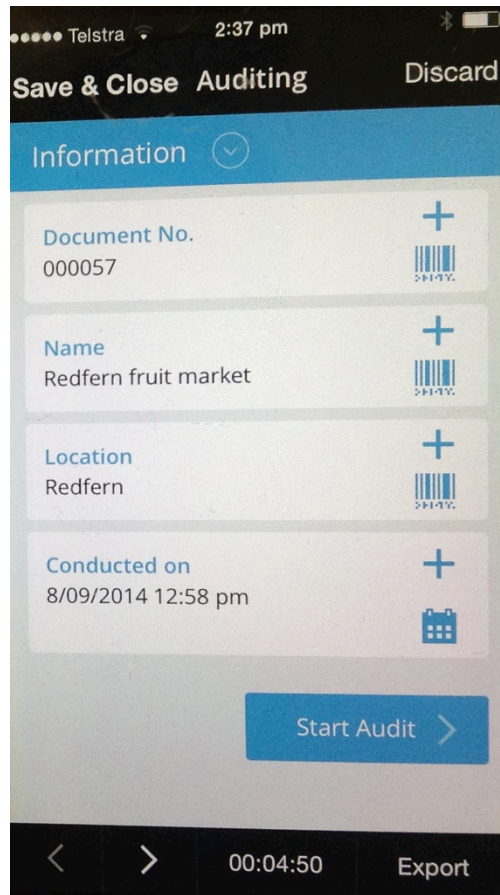 Telstra 2:37 pm
Save & Close Auditing Discard
Information
Document No.
000057
Name
Redfern fruit market
Location
Redfern
Conducted on
8/09/2014 12:58 pm
Start Audit
00:04:50 Export